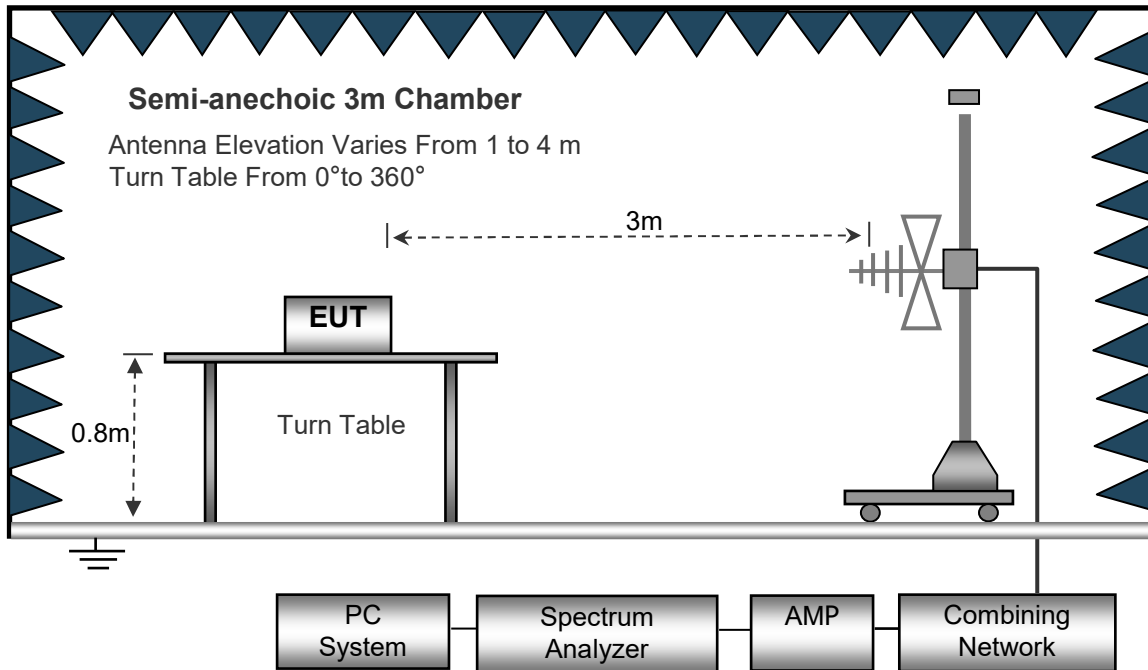 Semi-anechoic 3m Chamber
Antenna Elevation Varies From 1 to 4 m
Turn Table From 0°to 360°
3m
EUT
0.8m
Turn Table
PC
System
Spectrum
Analyzer
AMP
Combining
Network